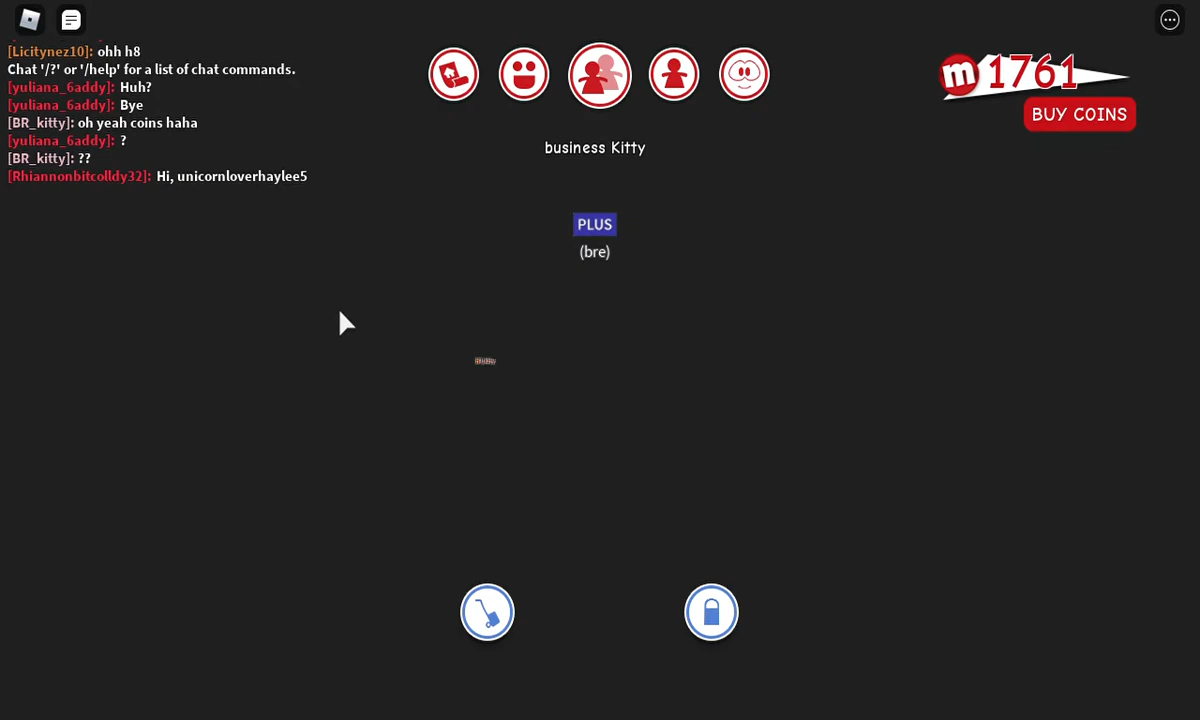 [Licitynez10]: ohh h8
Chat '/?' or '/help' for a list of chat commands.
[yuliana_6addy]: Huh?
[yuliana_6addy]: Bye
[BR_kitty]: oh yeah coins haha
[yuliana_6addy]: ?
[BR_kitty]: ??
[Rhiannonbitcolldy32]: Hi, unicornloverhaylee5
m 1761
BUY COINS
business Kitty
PLUS
(bre)